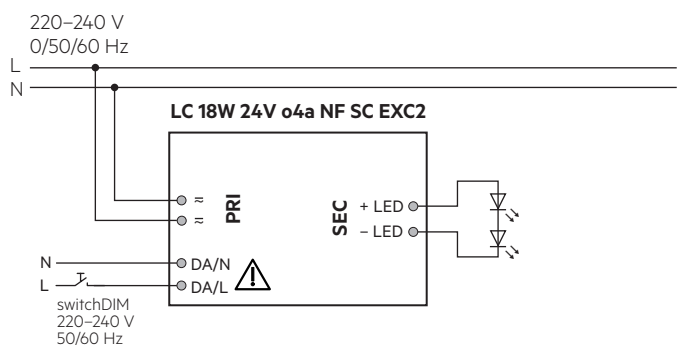 220–240 V
0/50/60 Hz
L
N
LC 18W 24V o4a NF SC EXC2
≂
≂
PRI
SEC
+ LED
– LED
N
DA/N
L
DA/L
switchDIM
220–240 V
50/60 Hz